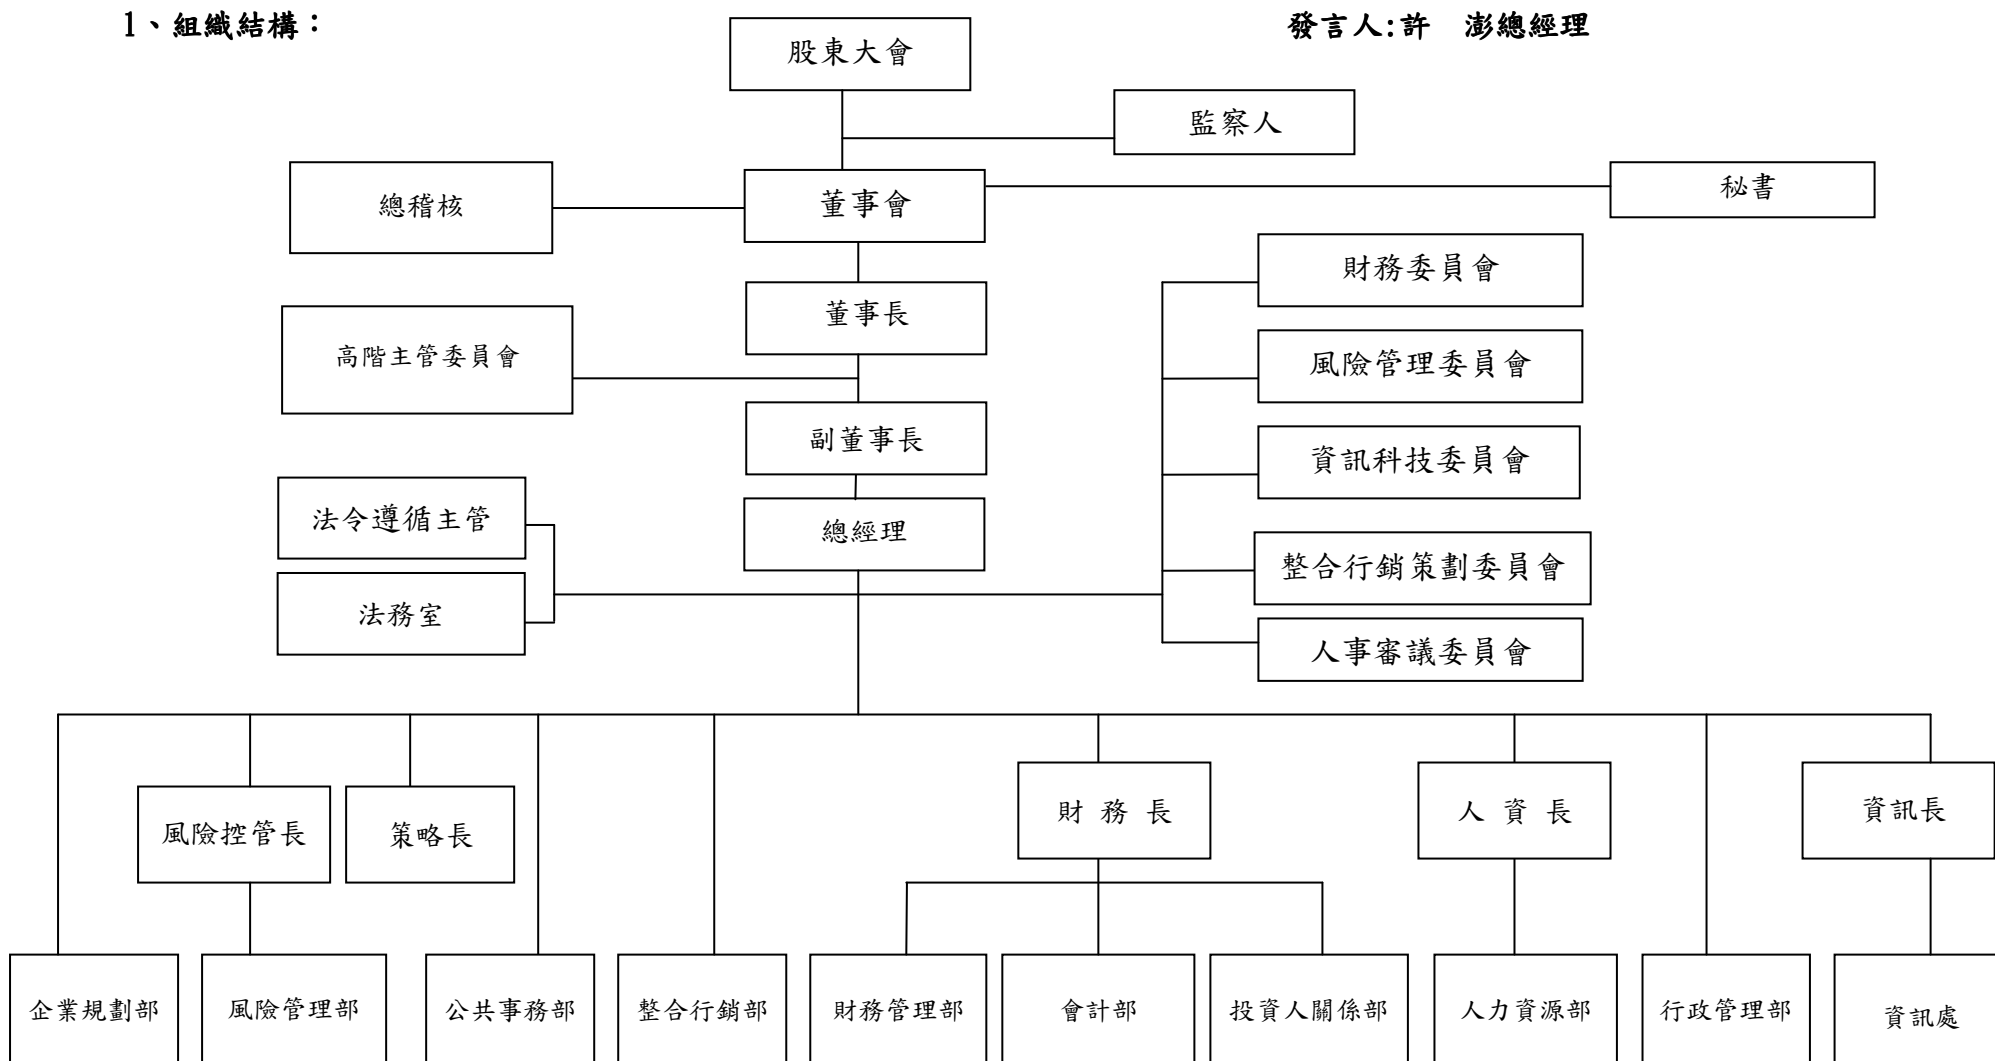 1、組織結構：
發言人:許　澎總經理
股東大會
監察人
總稽核
董事會
秘書
財務委員會
董事長
高階主管委員會
風險管理委員會
副董事長
資訊科技委員會
法令遵循主管
總經理
整合行銷策劃委員會
法務室
人事審議委員會
風險控管長
策略長
財 務 長
人 資 長
資訊長
企業規劃部
風險管理部
公共事務部
整合行銷部
財務管理部
會計部
投資人關係部
人力資源部
行政管理部
資訊處